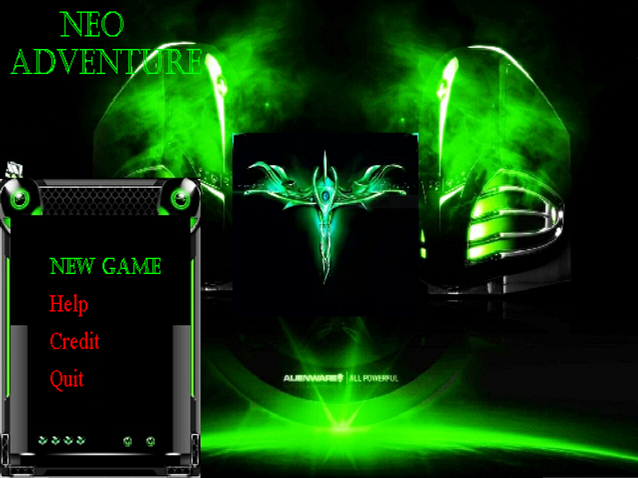 NEO
ADVENTURE
NEW GAME
Help
Credit
Quit
ALIENWARE ALL POWERFUL